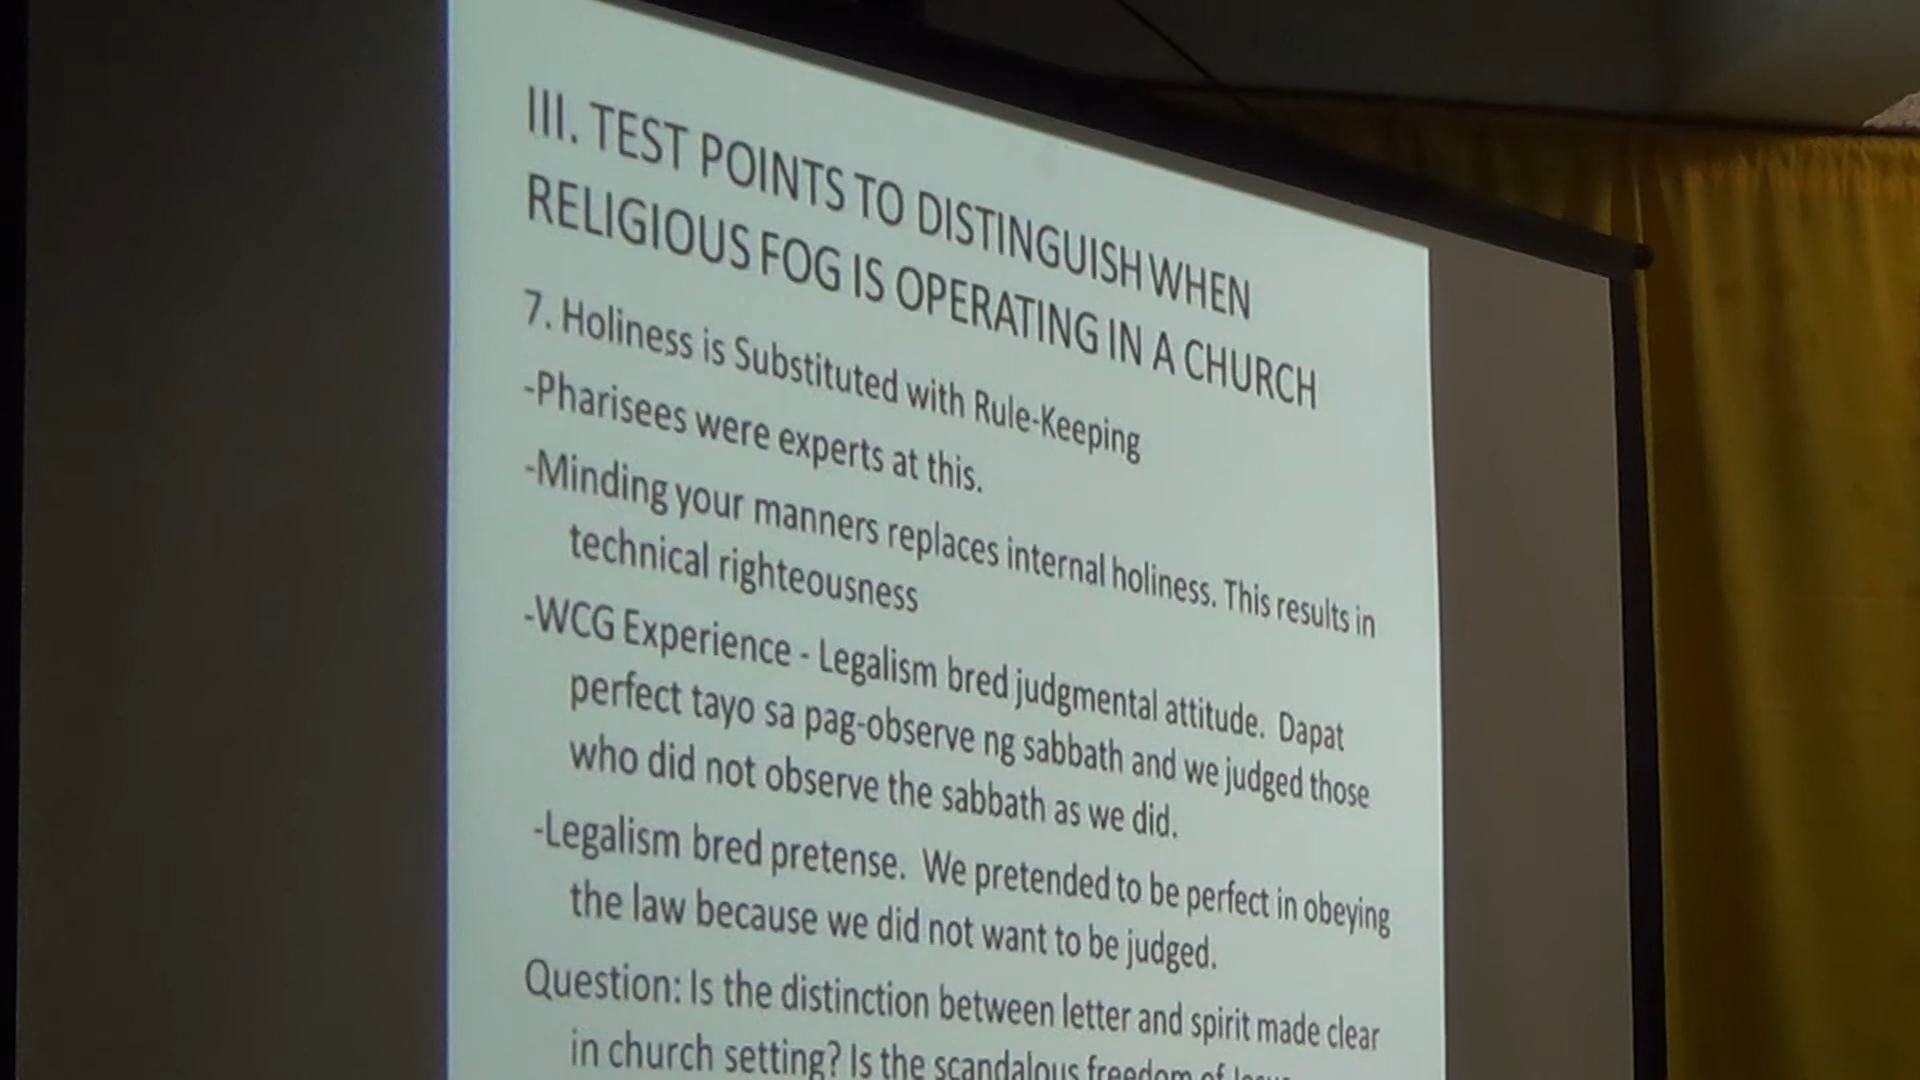 III. TEST POINTS TO DISTINGUISH WHEN
RELIGIOUS FOG IS OPERATING IN A CHURCH
7. Holiness is Substituted with Rule-Keeping
-Pharisees were experts at this.
-Minding your manners replaces internal holiness. This results in
technical righteousness
-WCG Experience - Legalism bred judgmental attitude. Dapat
perfect tayo sa pag-observe ng sabbath and we judged those
who did not observe the sabbath as we did.
-Legalism bred pretense. We pretended to be perfect in obeying
the law because we did not want to be judged.
Question: Is the distinction between letter and spirit made clear
in church setting? Is the scandalous freedom of